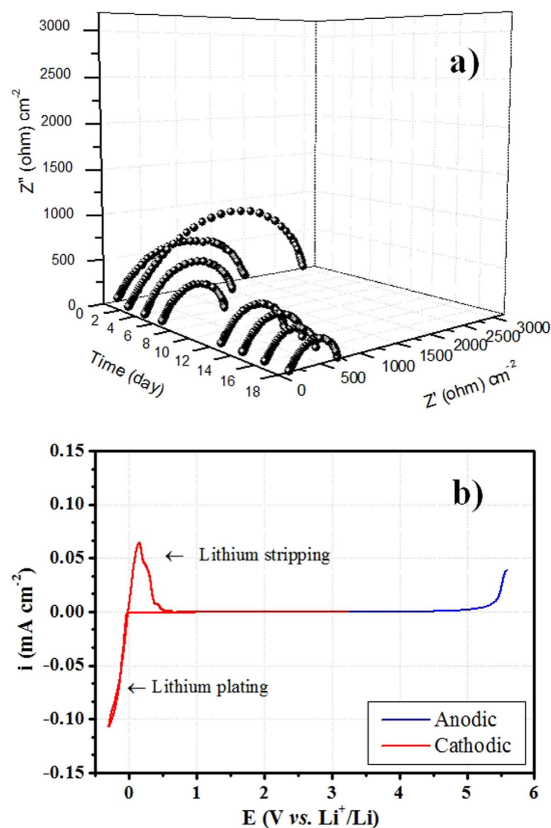 a)
3000
2500
2000
1500
1000
500
0
Z'' (ohm) cm⁻²
0
2
4
6
8
10
12
14
16
18
Time (day)
0
500
1000
1500
2000
2500
3000
Z' (ohm) cm⁻²
b)
0.15
0.10
0.05
0.00
-0.05
-0.10
-0.15
i (mA cm⁻²)
← Lithium stripping
← Lithium plating
Anodic
Cathodic
0 1 2 3 4 5 6
E (V vs. Li⁺/Li)